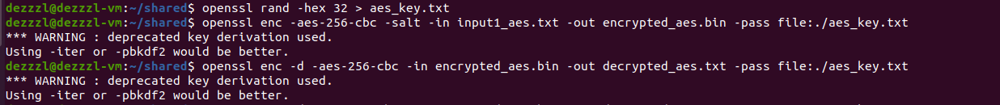 dezzzl@dezzzl-vm:~/shared$ openssl rand -hex 32 > aes_key.txt
dezzzl@dezzzl-vm:~/shared$ openssl enc -aes-256-cbc -salt -in input1_aes.txt -out encrypted_aes.bin -pass file:./aes_key.txt
*** WARNING : deprecated key derivation used.
Using -iter or -pbkdf2 would be better.
dezzzl@dezzzl-vm:~/shared$ openssl enc -d -aes-256-cbc -in encrypted_aes.bin -out decrypted_aes.txt -pass file:./aes_key.txt
*** WARNING : deprecated key derivation used.
Using -iter or -pbkdf2 would be better.